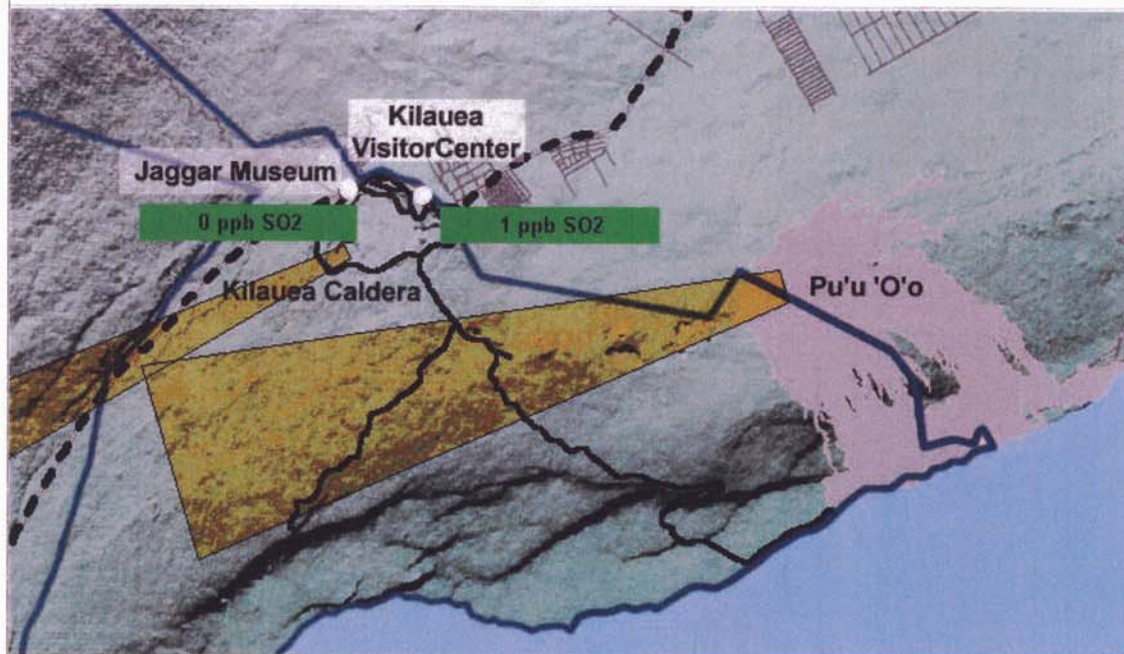 Kilauea
VisitorCenter
Jaggar Museum
0 ppb SO2
1 ppb SO2
Kilauea Caldera
Pu'u 'O'o